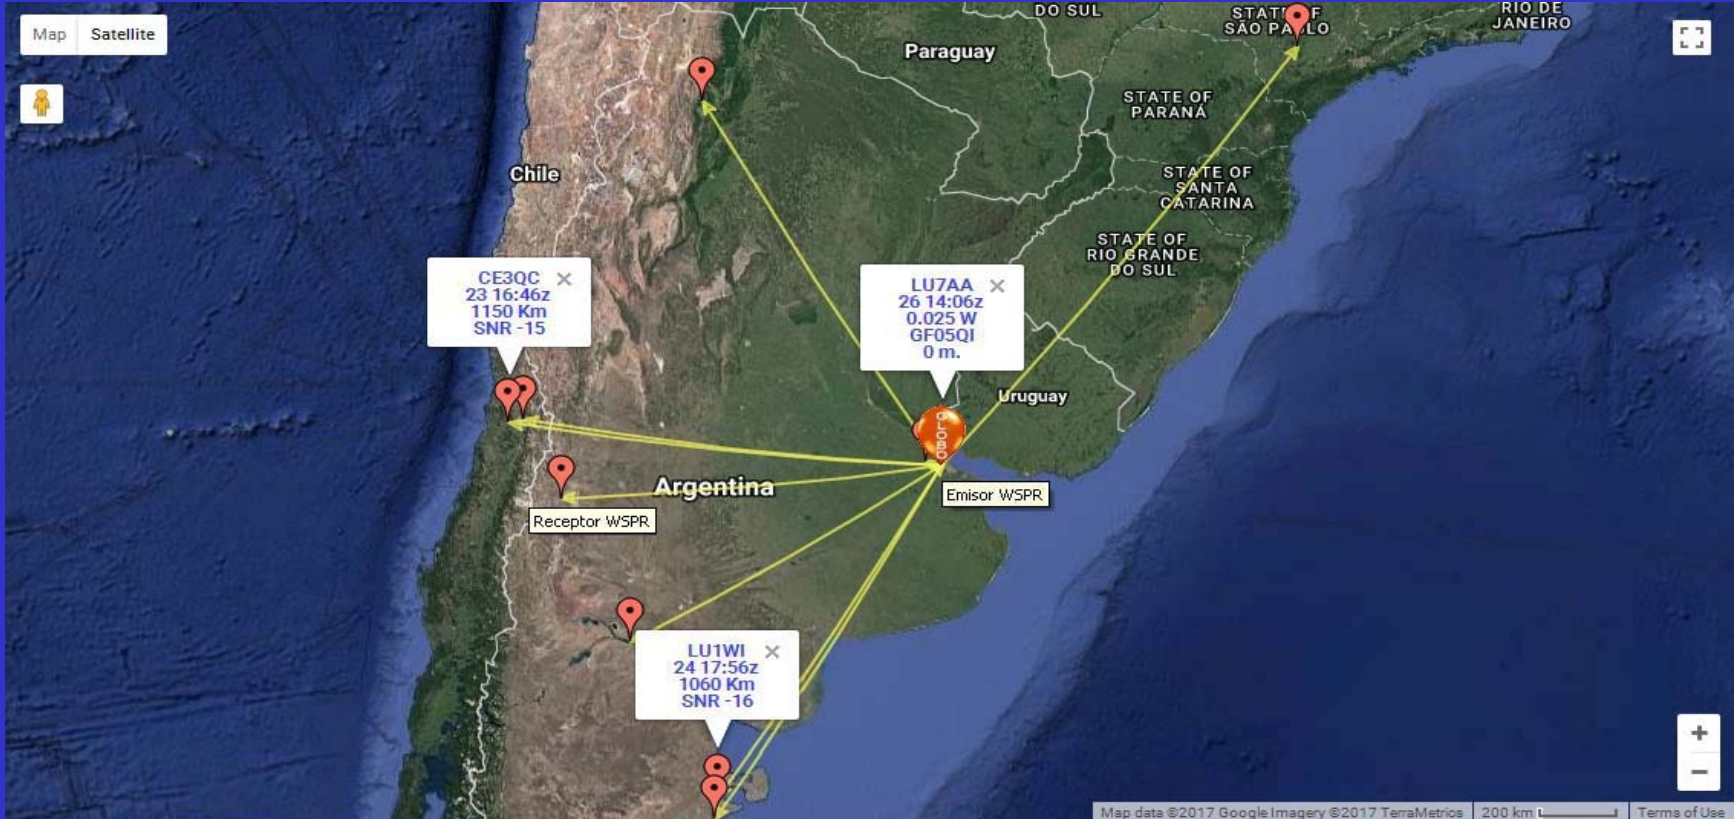 Map
Satellite
DO SUL
STATE OF
SÃO PAULO
RIO DE
JANEIRO
Paraguay
STATE OF
PARANÁ
Chile
STATE OF
SANTA
CATARINA
STATE OF
RIO GRANDE
DO SUL
CE3QC
23 16:46z
1150 Km
SNR -15
LU7AA
26 14:06z
0.025 W
GF05QI
0 m.
Uruguay
GLOBO
Argentina
Emisor WSPR
Receptor WSPR
LU1WI
24 17:56z
1060 Km
SNR -16
Map data ©2017 Google Imagery ©2017 TerraMetrics
200 km
Terms of Use